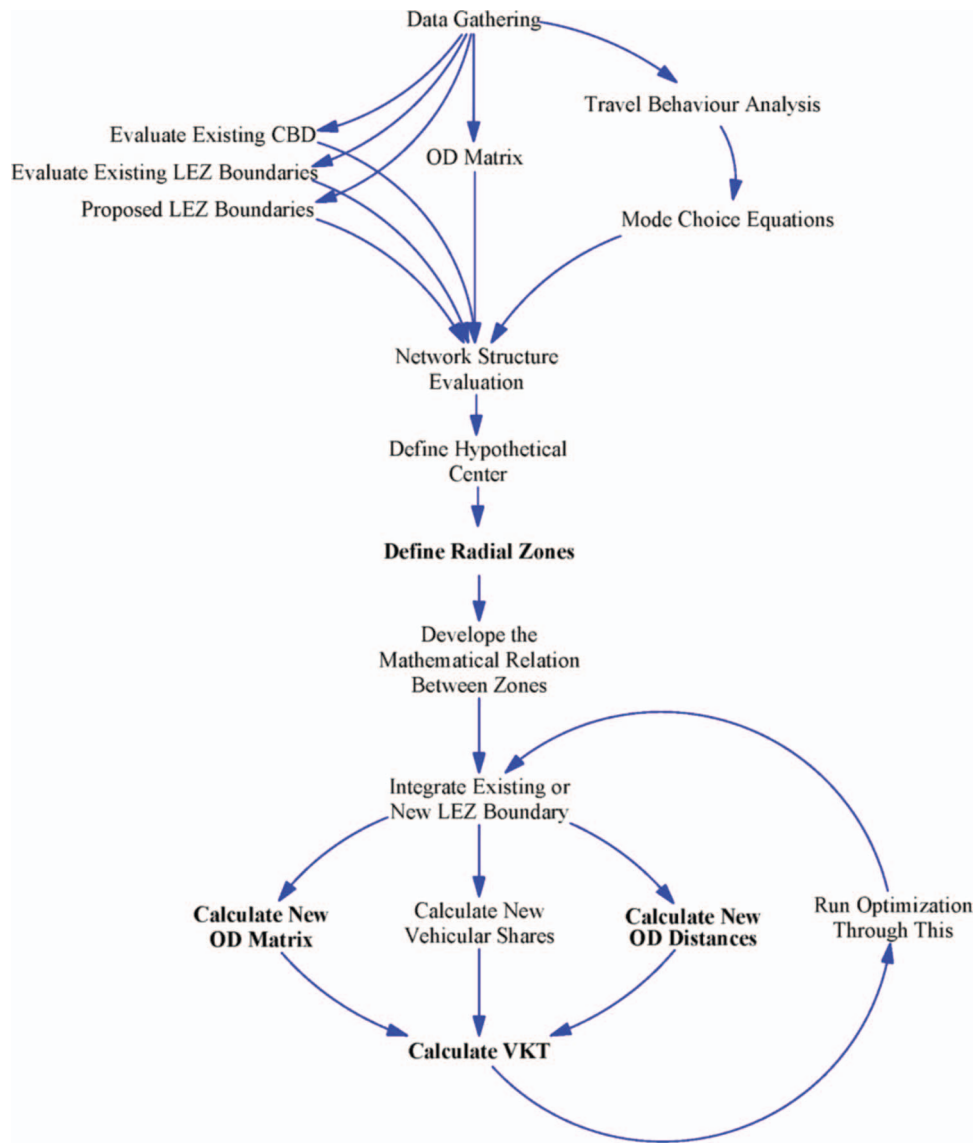 Data Gathering
Travel Behaviour Analysis
Evaluate Existing CBD
OD Matrix
Evaluate Existing LEZ Boundaries
Proposed LEZ Boundaries
Mode Choice Equations
Network Structure
Evaluation
Define Hypothetical
Center
Define Radial Zones
Develope the
Mathematical Relation
Between Zones
Integrate Existing or
New LEZ Boundary
Calculate New
OD Matrix
Calculate New
Vehicular Shares
Calculate New
OD Distances
Run Optimization
Through This
Calculate VKT